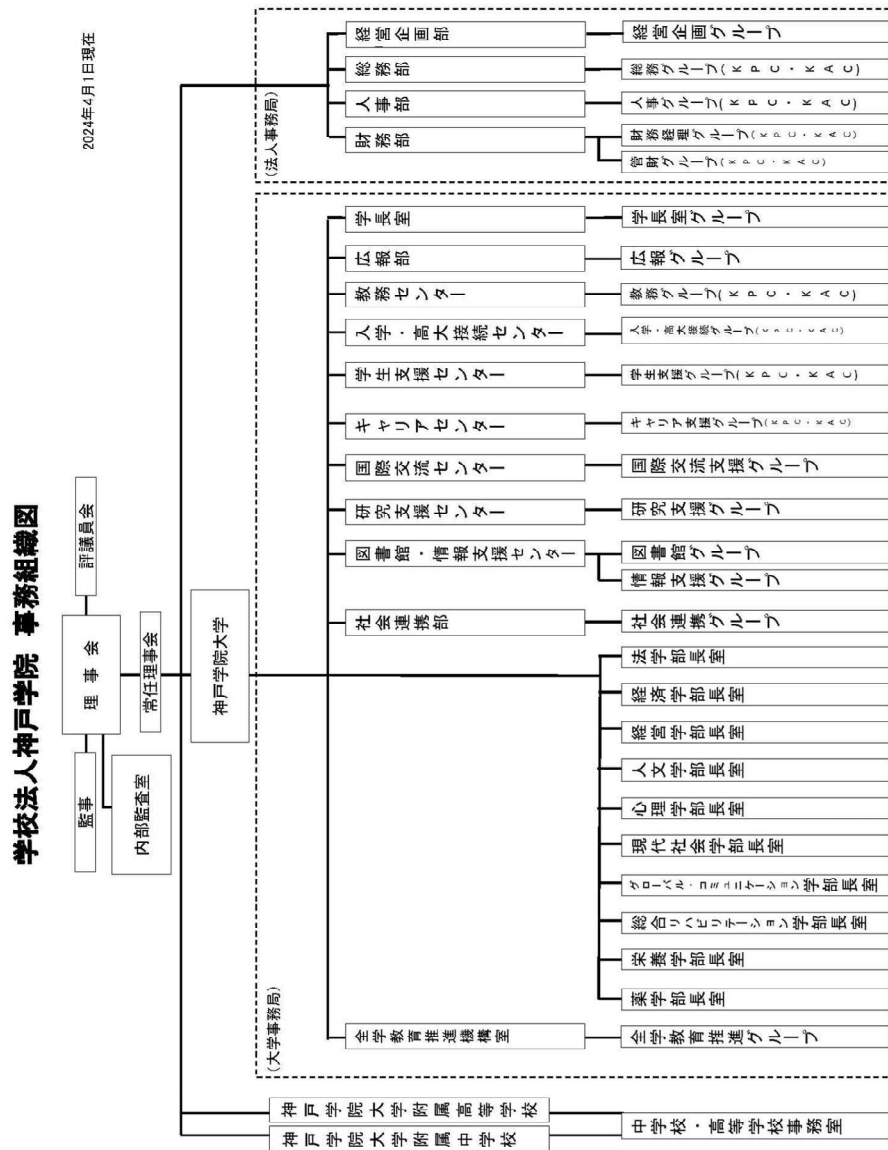 学校法人神戸学院 事務組織図
2024年4月1日現在
理事会
評議員会
監事
内部監査室
常任理事会
神戸学院大学
(法人事務局)
経営企画部
経営企画グループ
総務部
総務グループ(KPC・KAC)
人事部
人事グループ(KPC・KAC)
財務部
財務経理グループ(KPC・KAC)
管財グループ(KPC・KAC)
(大学事務局)
学長室
学長室グループ
広報部
広報グループ
教務センター
教務グループ(KPC・KAC)
入学・高大接続センター
入学・高大接続グループ(KPC・KAC)
学生支援センター
学生支援グループ(KPC・KAC)
キャリアセンター
キャリア支援グループ(KPC・KAC)
国際交流センター
国際交流支援グループ
研究支援センター
研究支援グループ
図書館・情報支援センター
図書館グループ
情報支援グループ
社会連携部
社会連携グループ
法学部長室
経済学部長室
経営学部長室
人文学部長室
心理学部長室
現代社会学部長室
グローバル・コミュニケーション学部長室
総合リハビリテーション学部長室
栄養学部長室
薬学部長室
全学教育推進機構室
全学教育推進グループ
神戸学院大学附属高等学校
神戸学院大学附属中学校
中学校・高等学校事務室